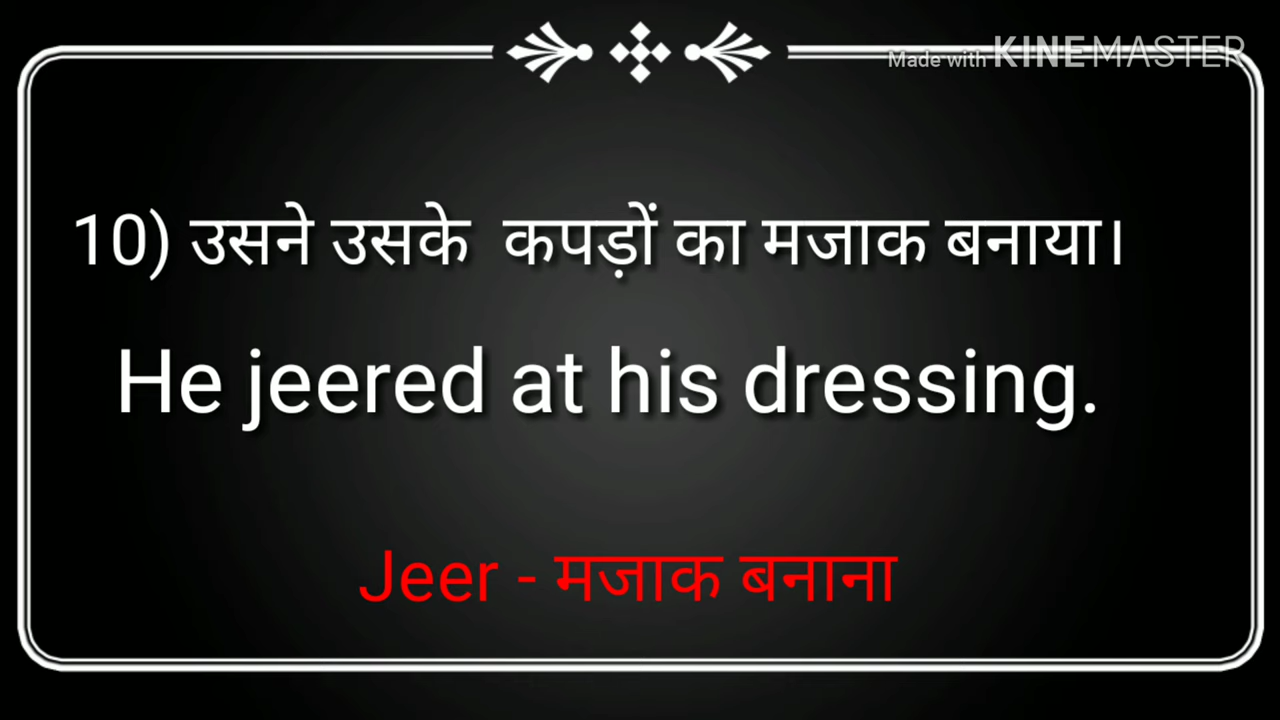 Made with KINEMASTER
10) उसने उसके कपड़ों का मजाक बनाया।
He jeered at his dressing.
Jeer - मजाक बनाना